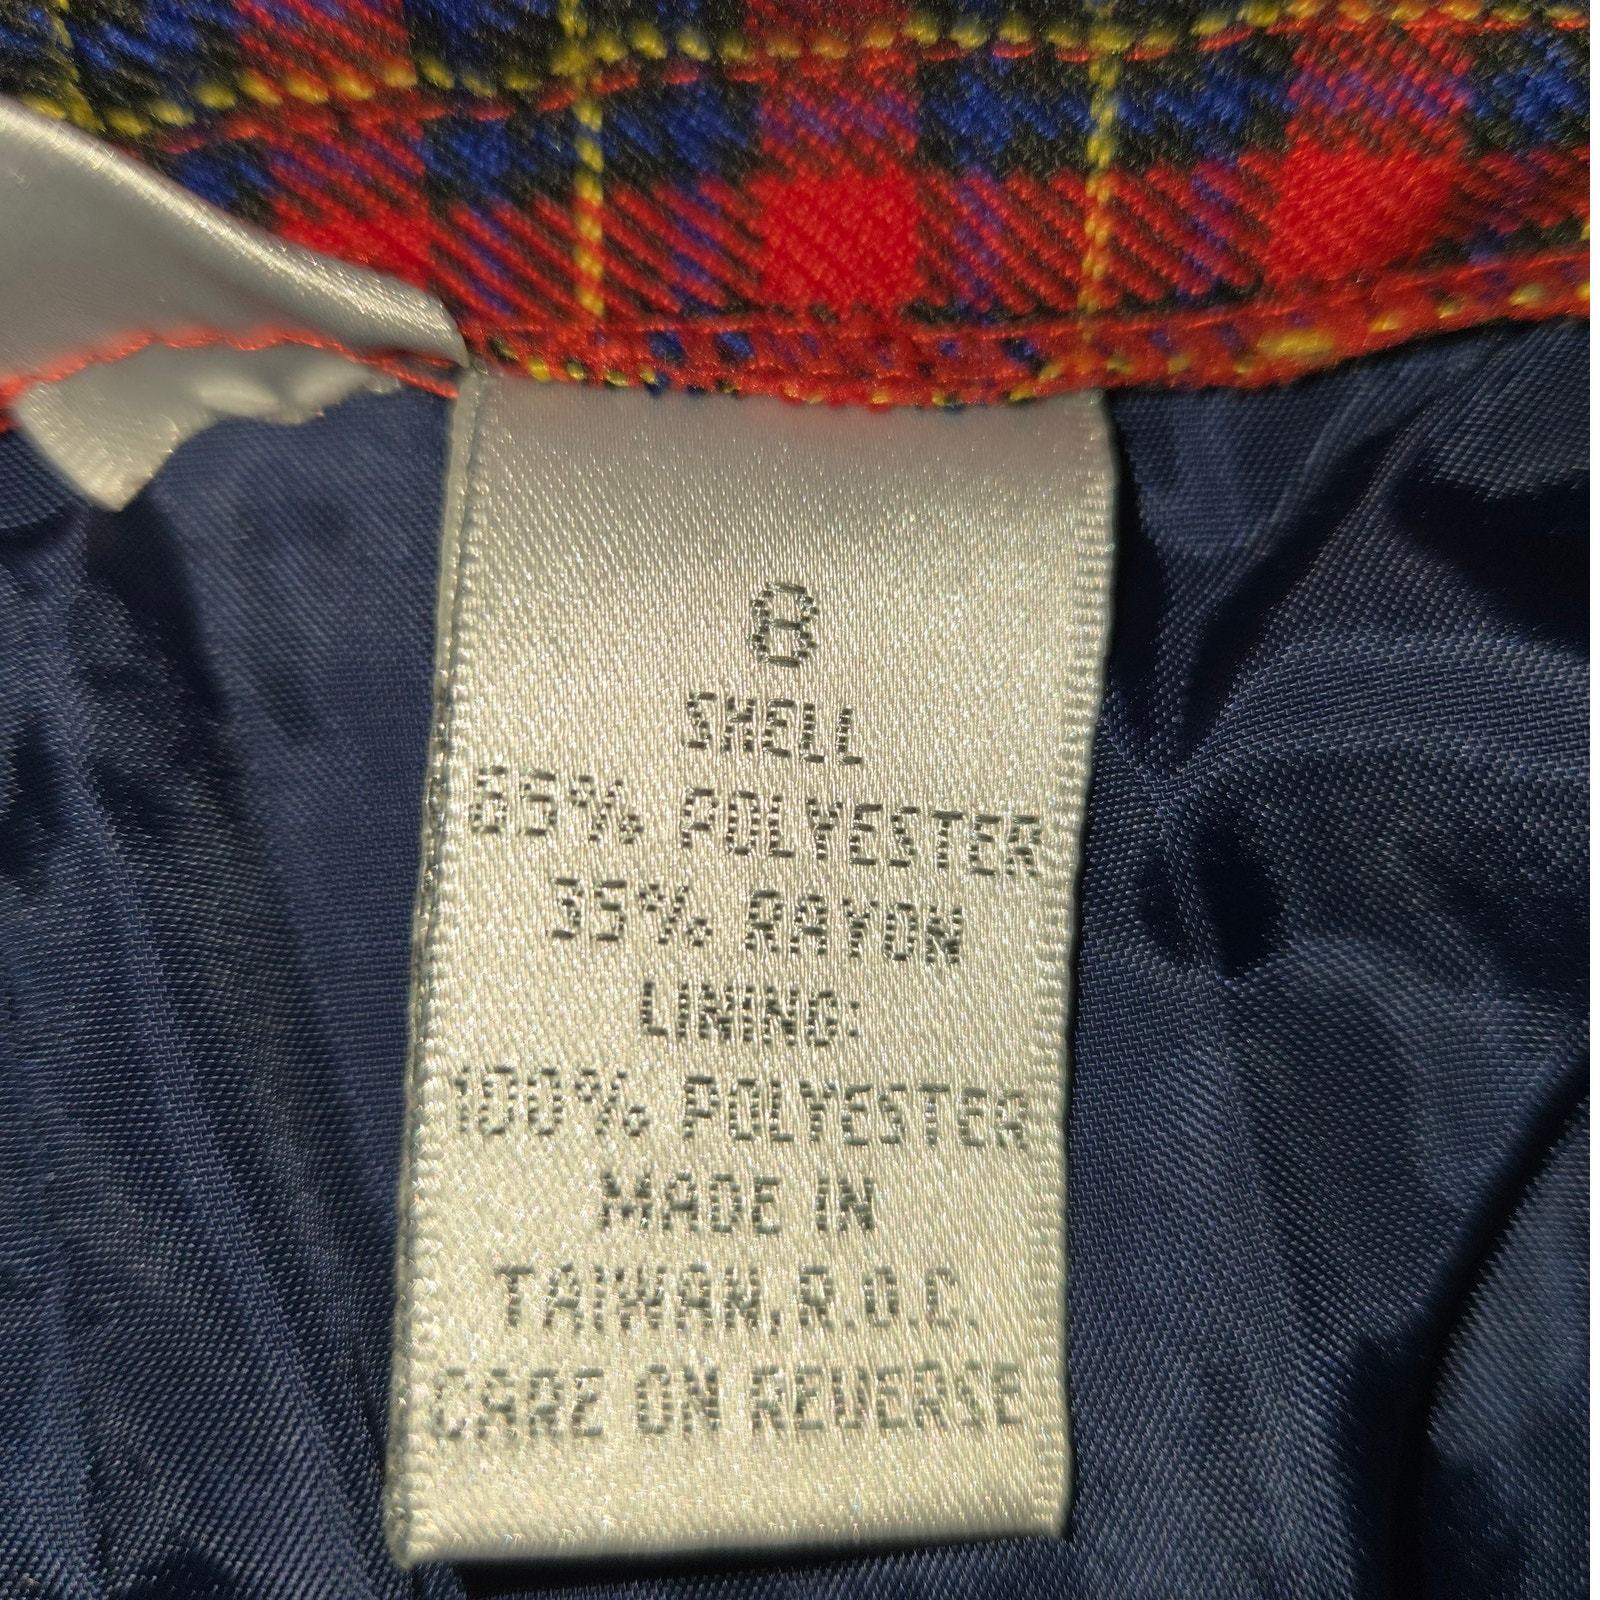 8
SHELL
65% POLYESTER
35% RAYON
LINING:
100% POLYESTER
MADE IN
TAIWAN, R.O.C.
CARE ON REVERSE